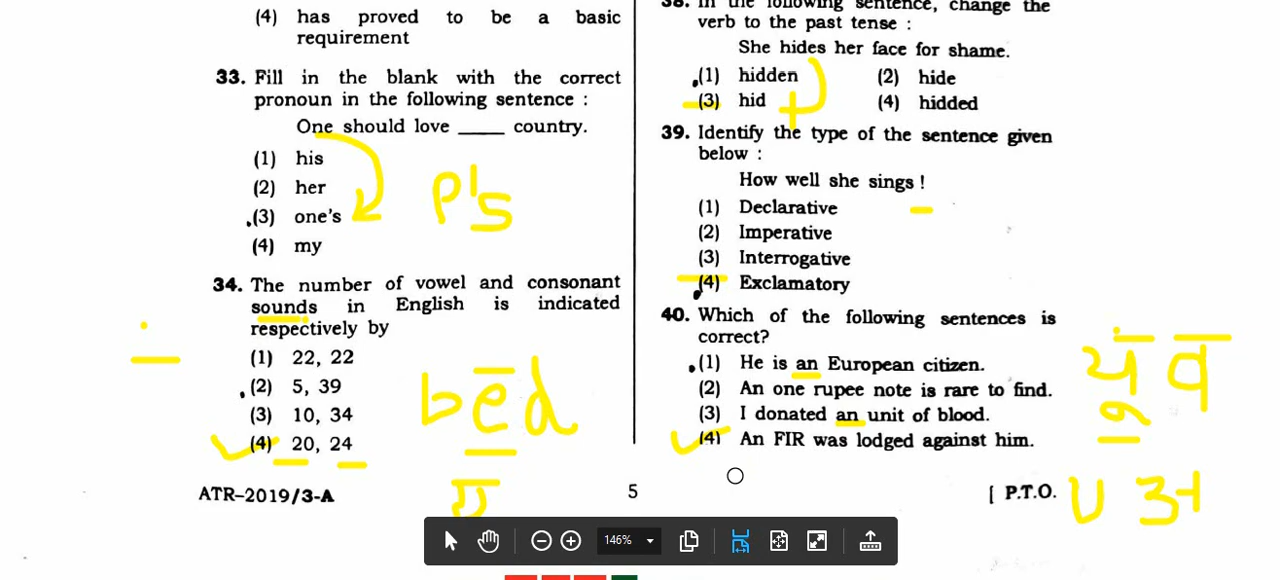 (4) has proved to be a basic
requirement
33. Fill in the blank with the correct
pronoun in the following sentence :
One should love _____ country.
(1) his
(2) her
(3) one's
(4) my
P's
34. The number of vowel and consonant
sounds in English is indicated
respectively by
(1) 22, 22
(2) 5, 39
(3) 10, 34
(4) 20, 24
bed
ATR–2019/3–A
5
38. In the following sentence, change the
verb to the past tense :
She hides her face for shame.
(1) hidden (2) hide
(3) hid (4) hidded
39. Identify the type of the sentence given
below :
How well she sings !
(1) Declarative
(2) Imperative
(3) Interrogative
(4) Exclamatory
40. Which of the following sentences is
correct?
(1) He is an European citizen.
(2) An one rupee note is rare to find.
(3) I donated an unit of blood.
(4) An FIR was lodged against him.
य व
U अ
[ P.T.O.
146%